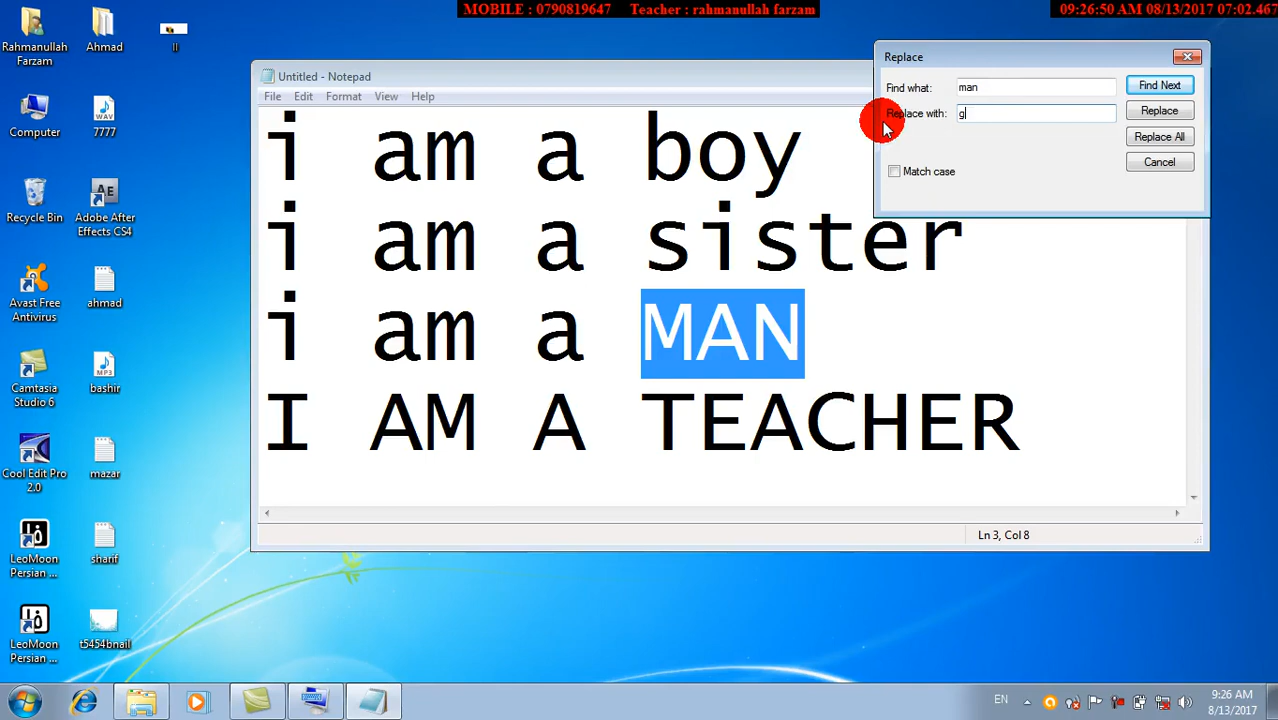 MOBILE : 0790819647 Teacher : rahmanullah farzam
09:26:50 AM 08/13/2017 07:02.467
Rahmanullah Farzam
Ahmad
Computer
7777
Recycle Bin
Adobe After Effects CS4
Avast Free Antivirus
ahmad
Camtasia Studio 6
bashir
Cool Edit Pro 2.0
mazar
LeoMoon Persian ...
sharif
LeoMoon Persian ...
t5454bnail
Untitled - Notepad
File Edit Format View Help
i am a boy
i am a sister
i am a MAN
I AM A TEACHER
Ln 3, Col 8
Replace
Find what: man
Find Next
Replace with: g
Replace
Replace All
Match case
Cancel
EN
9:26 AM
8/13/2017